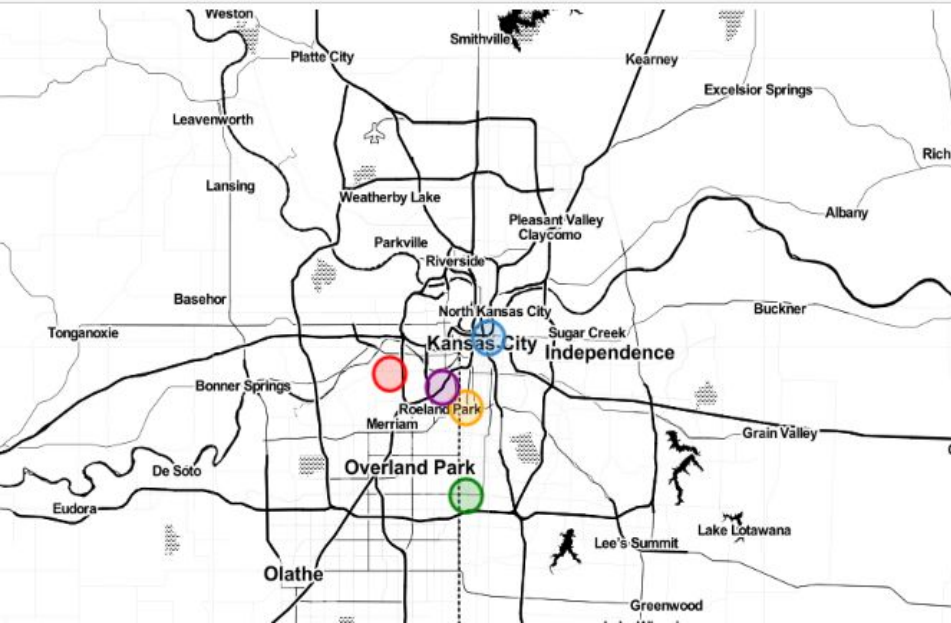 Weston
Smithville
Platte City
Kearney
Excelsior Springs
Leavenworth
Rich
Lansing
Weatherby Lake
Pleasant Valley
Claycomo
Albany
Parkville
Riverside
Basehor
North Kansas City
Buckner
Tonganoxie
Sugar Creek
Kansas City
Independence
Bonner Springs
Roeland Park
Merriam
Grain Valley
Overland Park
De Soto
Eudora
Lake Lotawana
Lee's Summit
Olathe
Greenwood